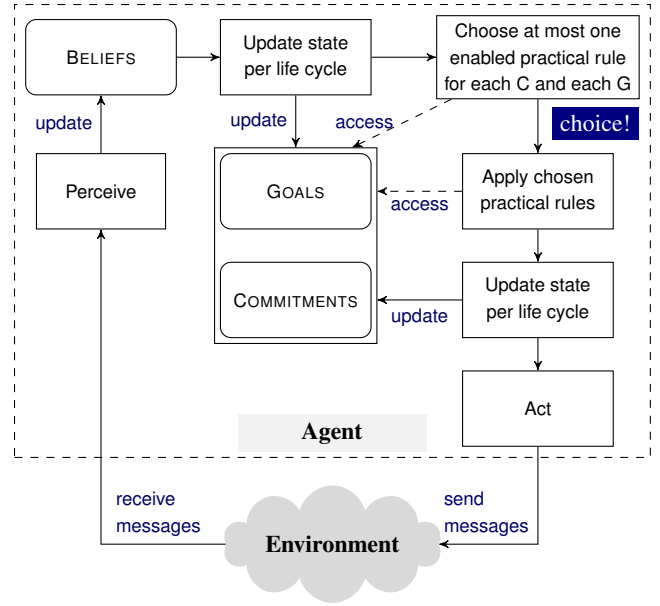 BELIEFS
Update state
per life cycle
Choose at most one
enabled practical rule
for each C and each G
update
update
access
choice!
Perceive
GOALS
access
Apply chosen
practical rules
COMMITMENTS
update
Update state
per life cycle
Act
Agent
receive
messages
Environment
send
messages